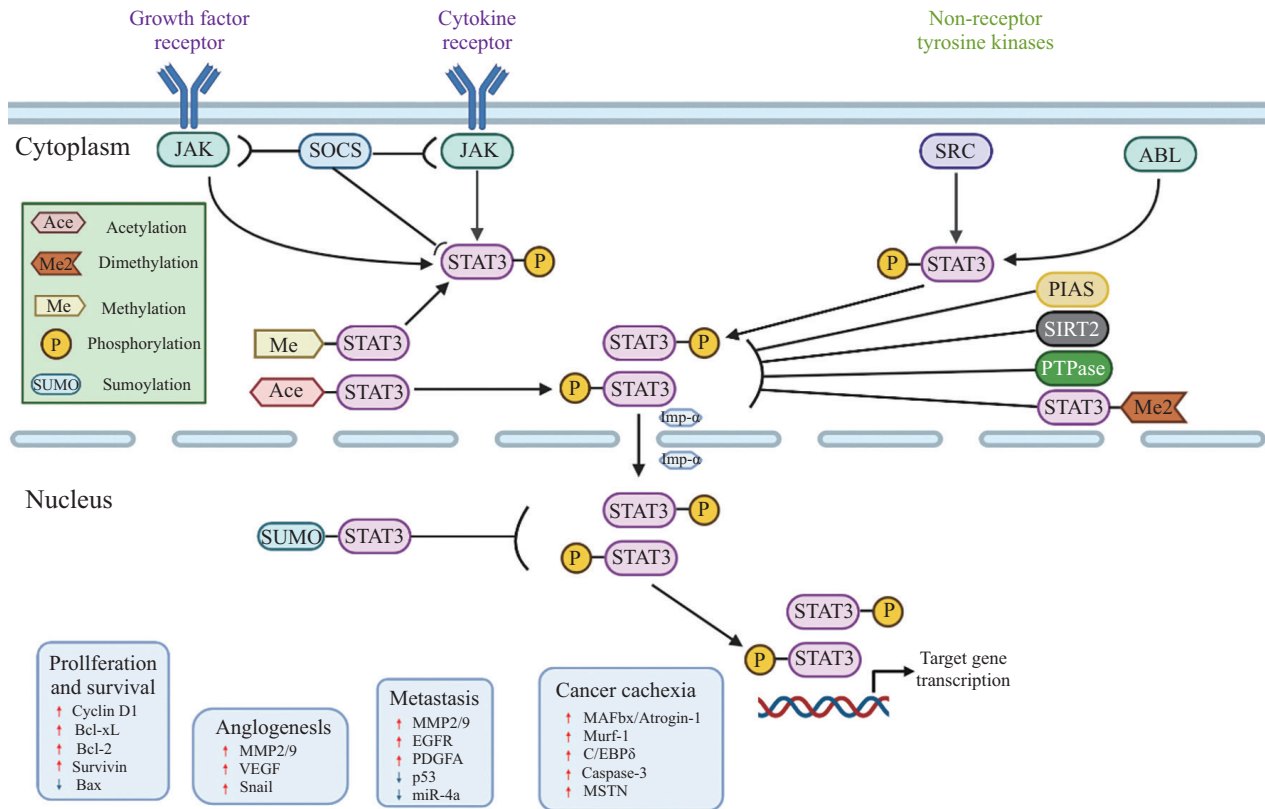 Growth factor
receptor
Cytokine
receptor
Non-receptor
tyrosine kinases
Cytoplasm
JAK
SOCS
JAK
SRC
ABL
Ace
Acetylation
Me2
Dimethylation
Me
Methylation
P
Phosphorylation
SUMO
Sumoylation
STAT3
P
P
STAT3
PIAS
SIRT2
PTPase
STAT3
Me2
Me
STAT3
Ace
STAT3
STAT3
P
P
STAT3
Imp-α
Imp-α
Nucleus
SUMO
STAT3
STAT3
P
P
STAT3
STAT3
P
P
STAT3
Target gene
transcription
Prollferation
and survival
↑ Cyclin D1
↑ Bcl-xL
↑ Bcl-2
↑ Survivin
↓ Bax
Anglogenesls
↑ MMP2/9
↑ VEGF
↑ Snail
Metastasis
↑ MMP2/9
↑ EGFR
↑ PDGFA
↓ p53
↓ miR-4a
Cancer cachexia
↑ MAFbx/Atrogin-1
↑ Murf-1
↑ C/EBPδ
↑ Caspase-3
↑ MSTN